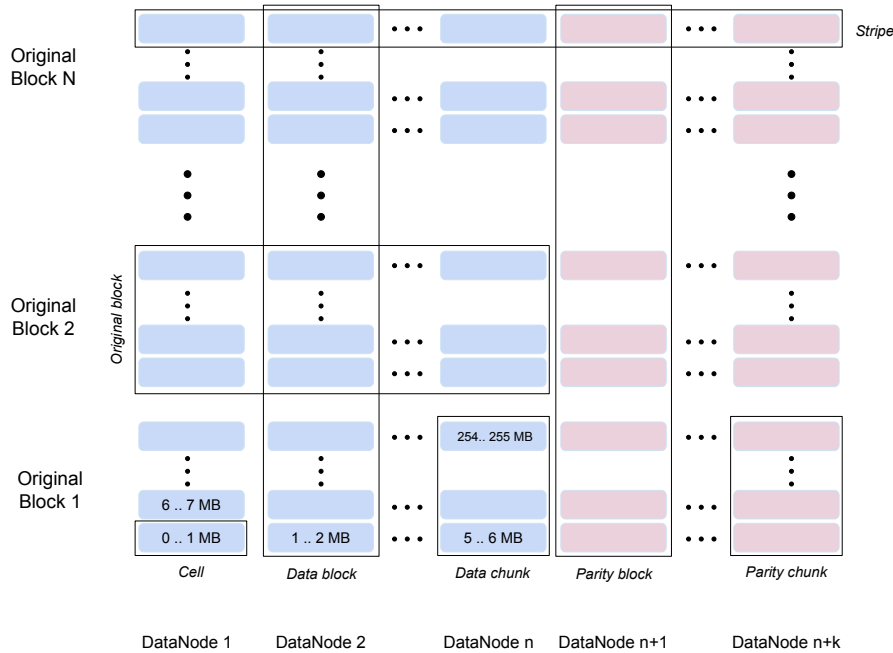 Stripe
Original
Block N
Original block
Original
Block 2
254.. 255 MB
Original
Block 1
6 .. 7 MB
0 .. 1 MB
1 .. 2 MB
5 .. 6 MB
Cell
Data block
Data chunk
Parity block
Parity chunk
DataNode 1
DataNode 2
DataNode n
DataNode n+1
DataNode n+k